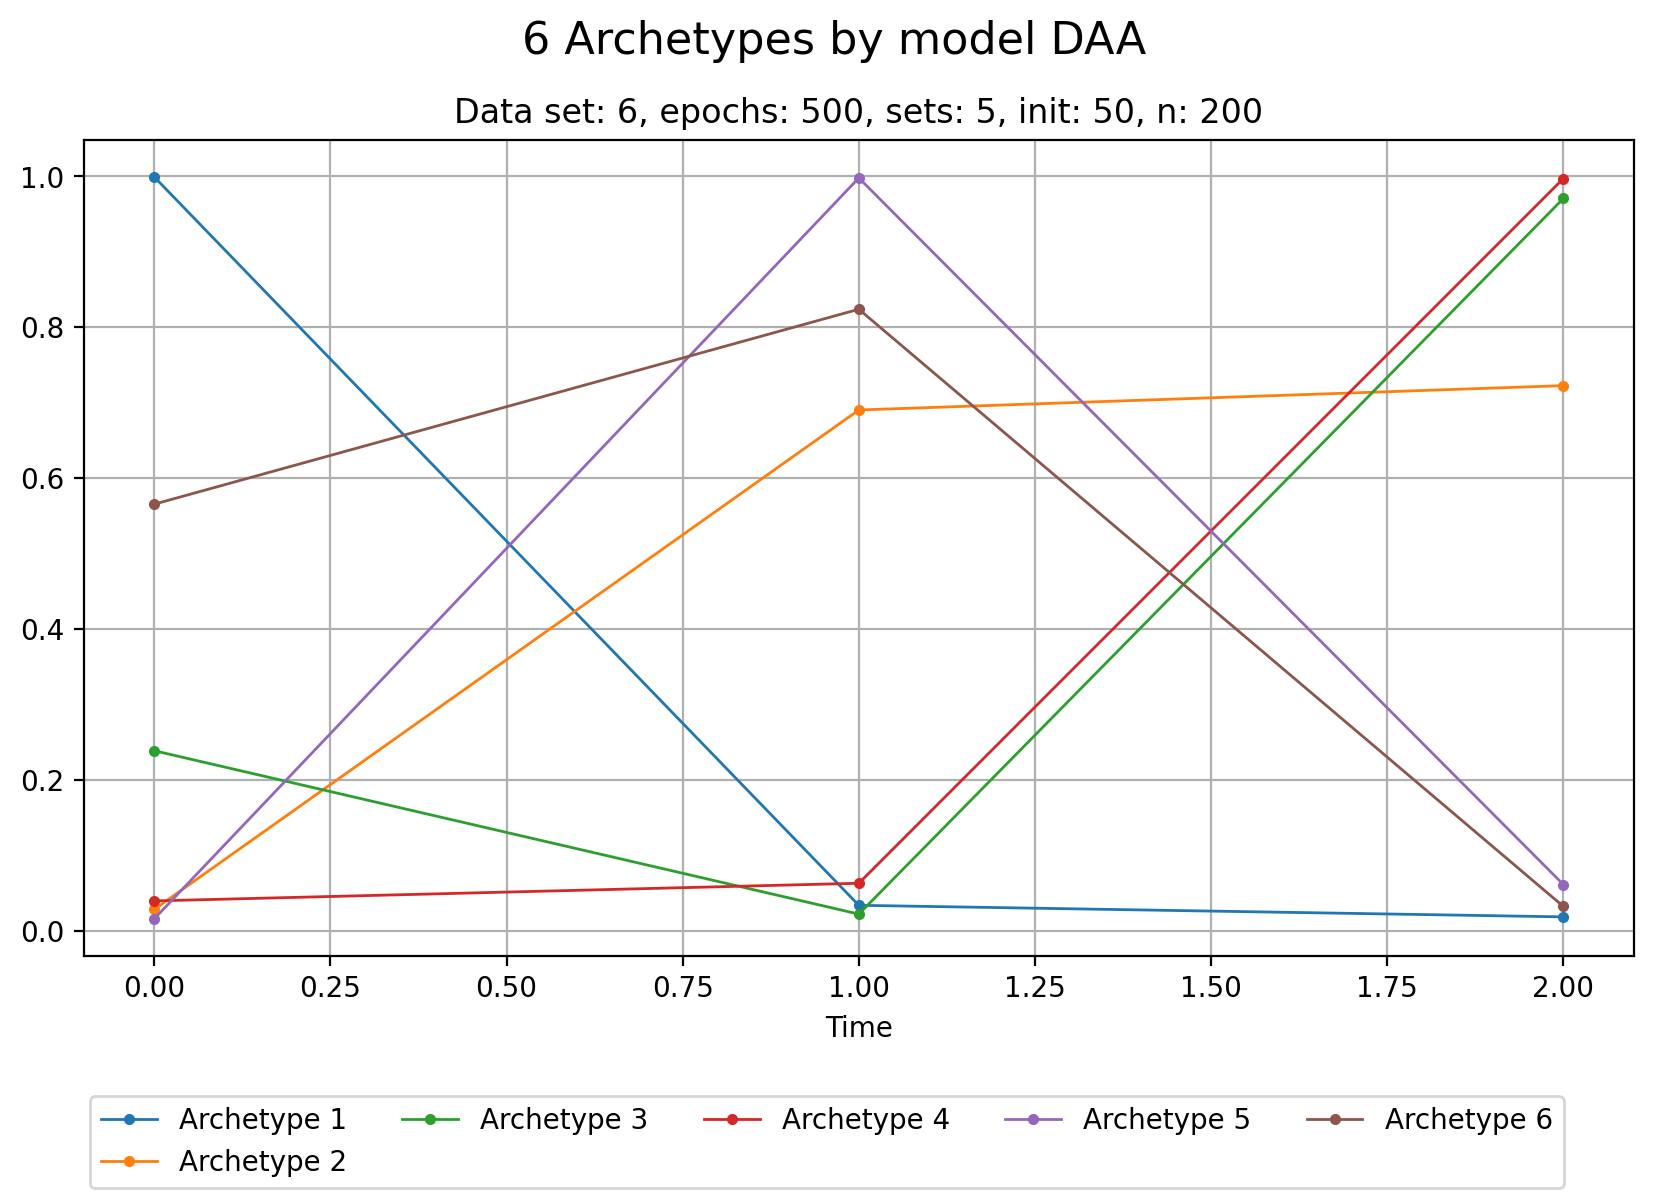 6 Archetypes by model DAA
Data set: 6, epochs: 500, sets: 5, init: 50, n: 200
1.0
0.8
0.6
0.4
0.2
0.0
0.00 0.25 0.50 0.75 1.00 1.25 1.50 1.75 2.00
Time
Archetype 1 Archetype 3 Archetype 4 Archetype 5 Archetype 6
Archetype 2